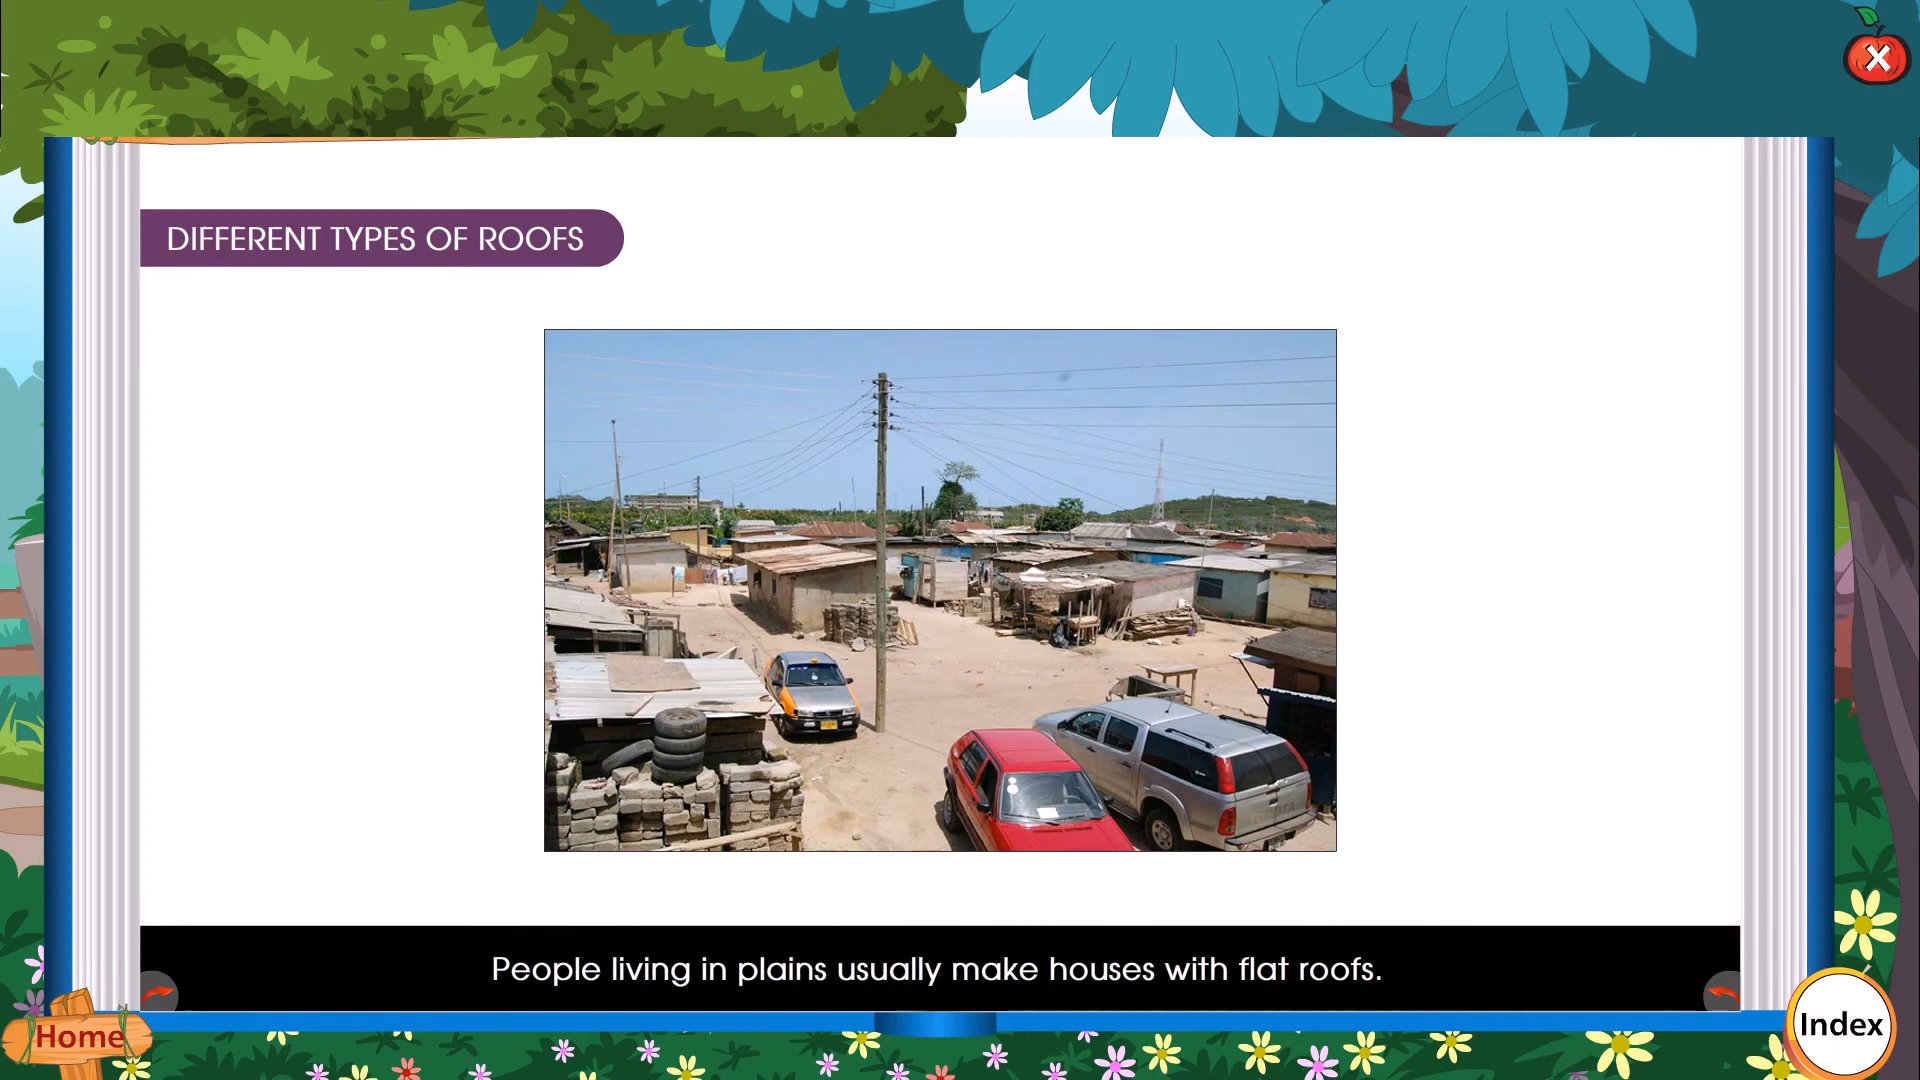 DIFFERENT TYPES OF ROOFS
People living in plains usually make houses with flat roofs.
Home
Index